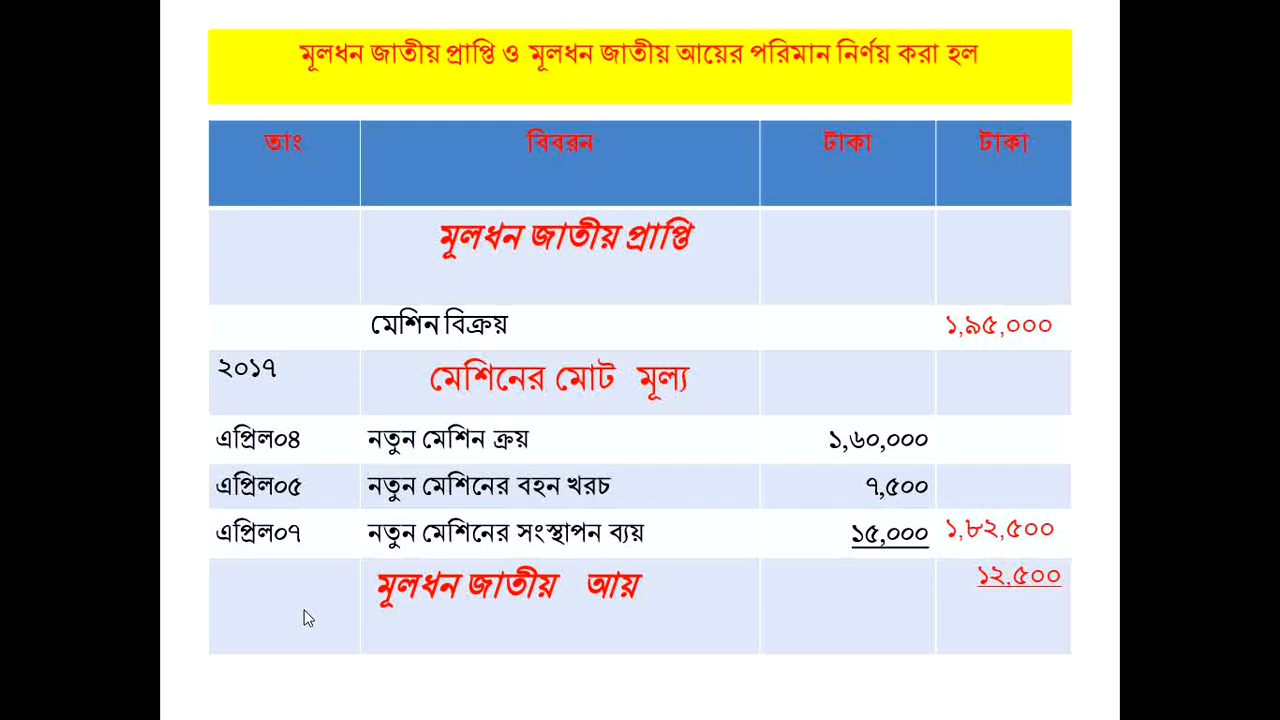 মূলধন জাতীয় প্রাপ্তি ও মূলধন জাতীয় আয়ের পরিমান নির্ণয় করা হল
তাং বিবরন টাকা টাকা
মূলধন জাতীয় প্রাপ্তি
মেশিন বিক্রয় ১,৯৫,০০০
২০১৭ মেশিনের মোট মূল্য
এপ্রিল০৪ নতুন মেশিন ক্রয় ১,৬০,০০০
এপ্রিল০৫ নতুন মেশিনের বহন খরচ ৭,৫০০
এপ্রিল০৭ নতুন মেশিনের সংস্থাপন ব্যয় ১৫,০০০ ১,৮২,৫০০
মূলধন জাতীয় আয় ১২,৫০০